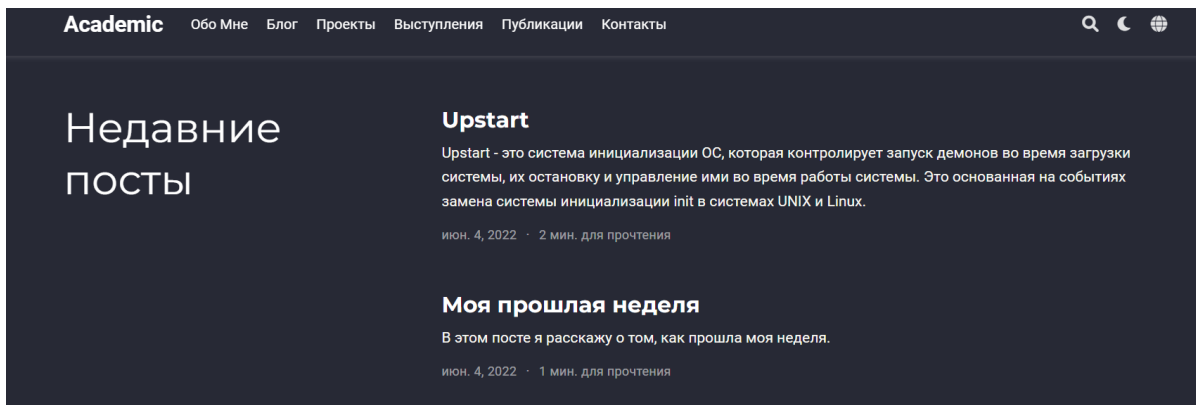 Academic Обо Мне Блог Проекты Выступления Публикации Контакты
Недавние
посты
Upstart
Upstart - это система инициализации ОС, которая контролирует запуск демонов во время загрузки
системы, их остановку и управление ими во время работы системы. Это основанная на событиях
замена системы инициализации init в системах UNIX и Linux.
июн. 4, 2022 · 2 мин. для прочтения
Моя прошлая неделя
В этом посте я расскажу о том, как прошла моя неделя.
июн. 4, 2022 · 1 мин. для прочтения